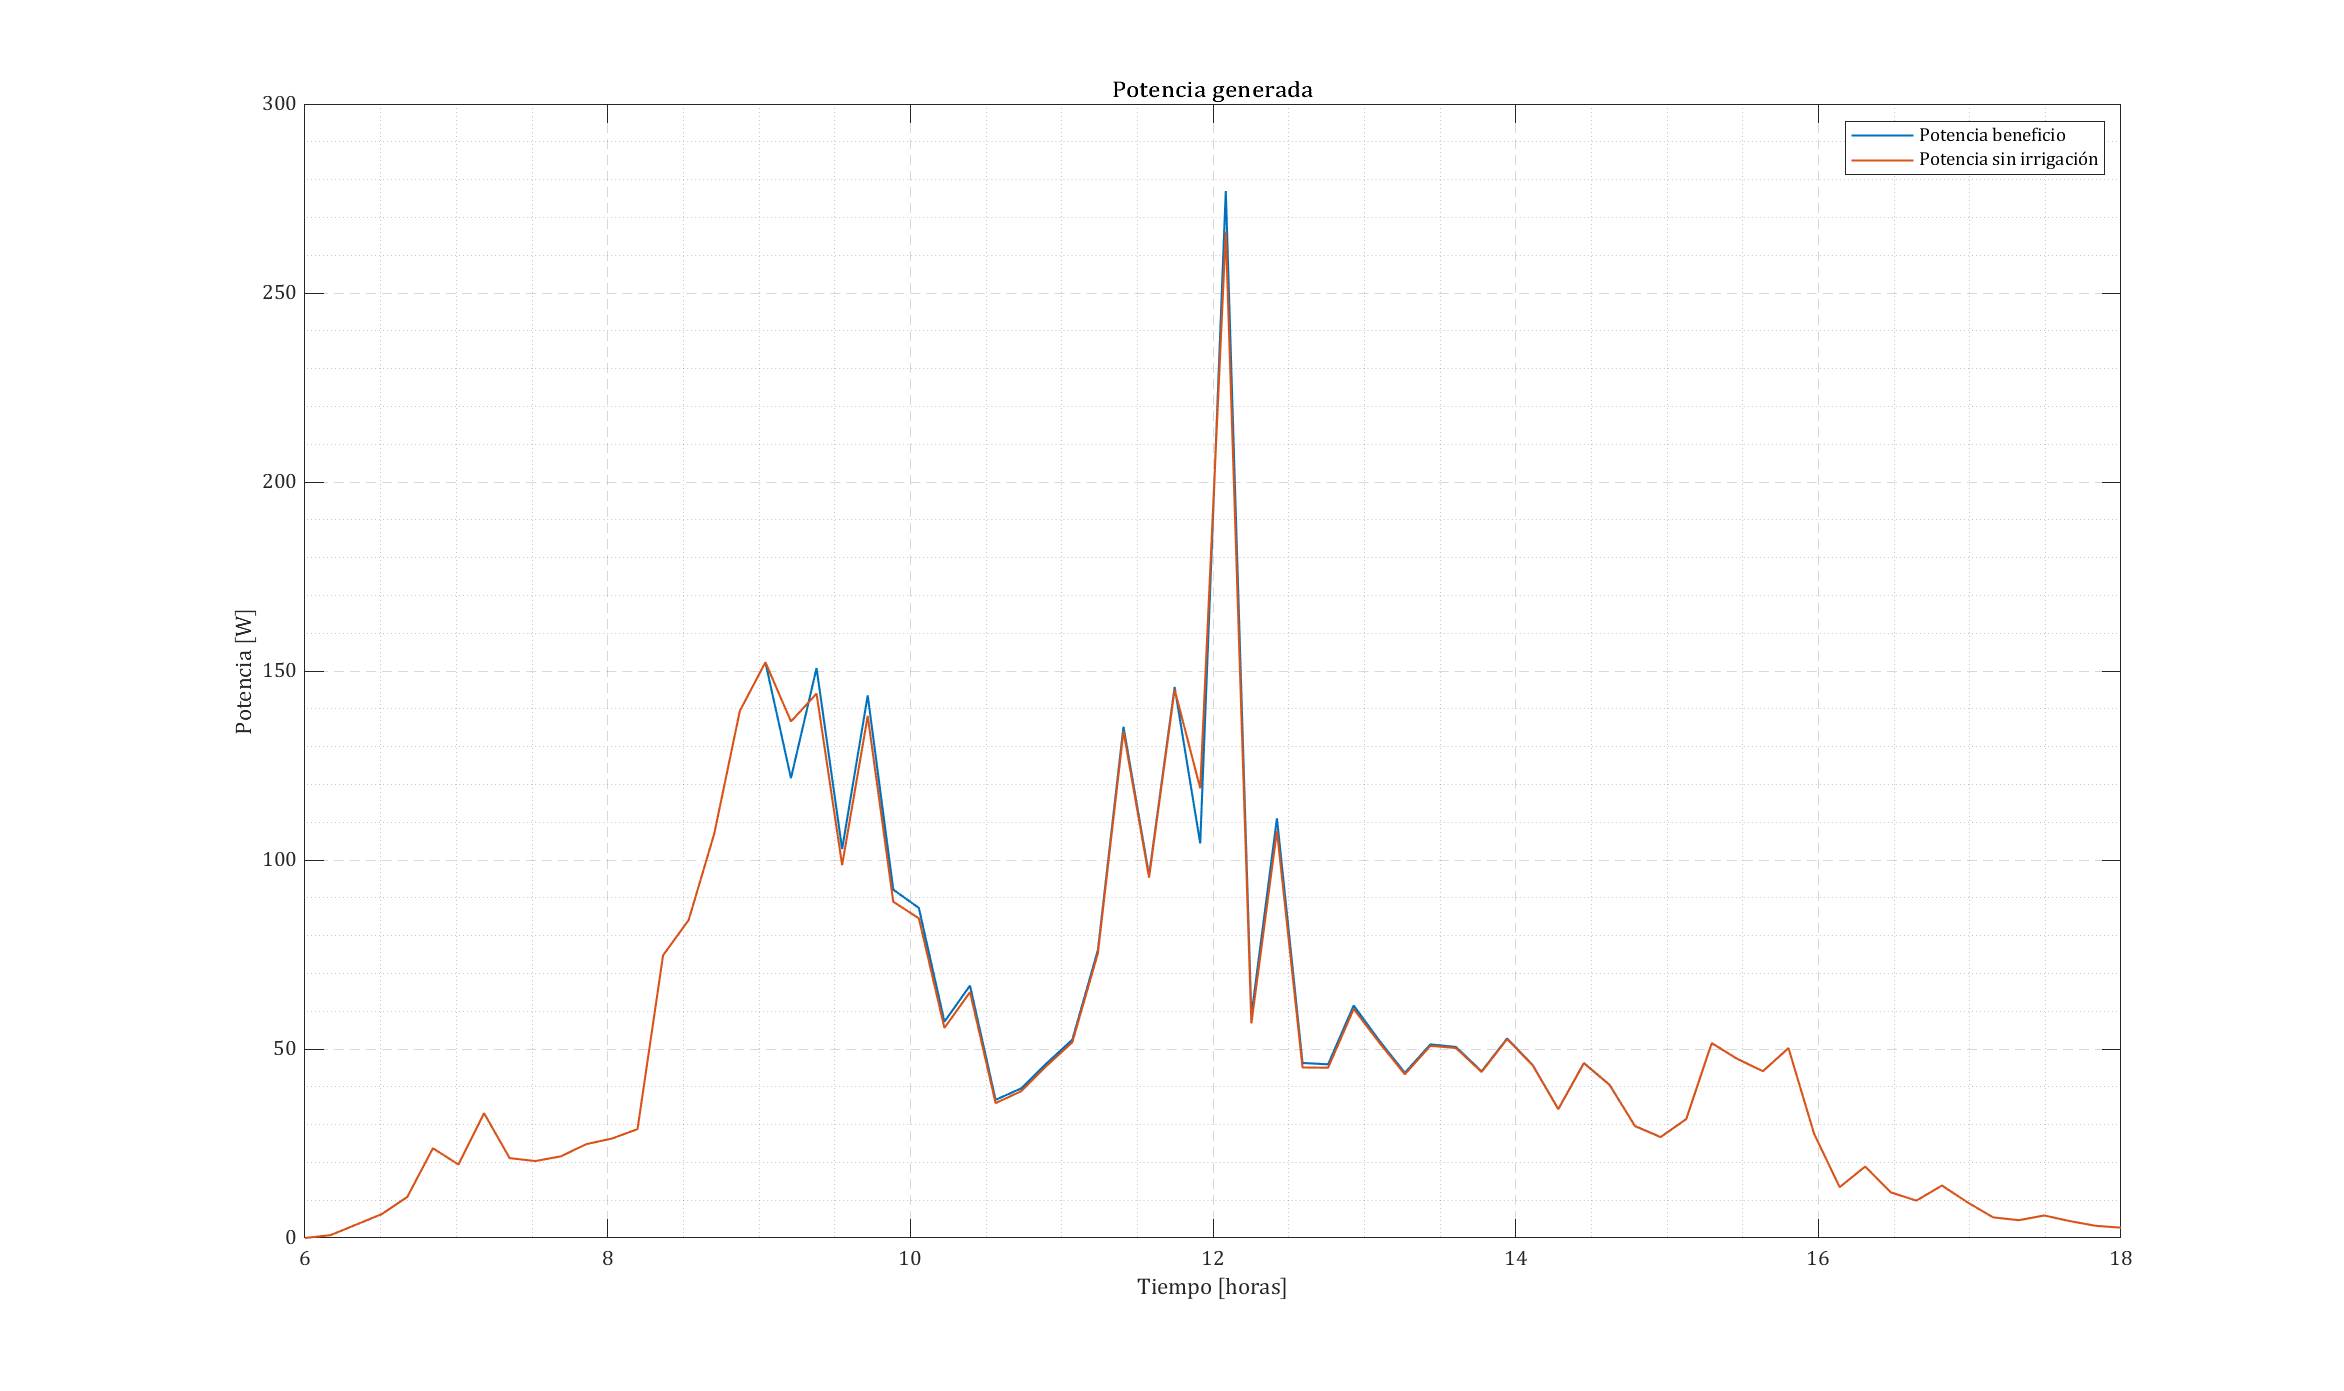 Potencia generada
300
250
200
150
100
50
0
Potencia [W]
Potencia beneficio
Potencia sin irrigación
6 8 10 12 14 16 18
Tiempo [horas]